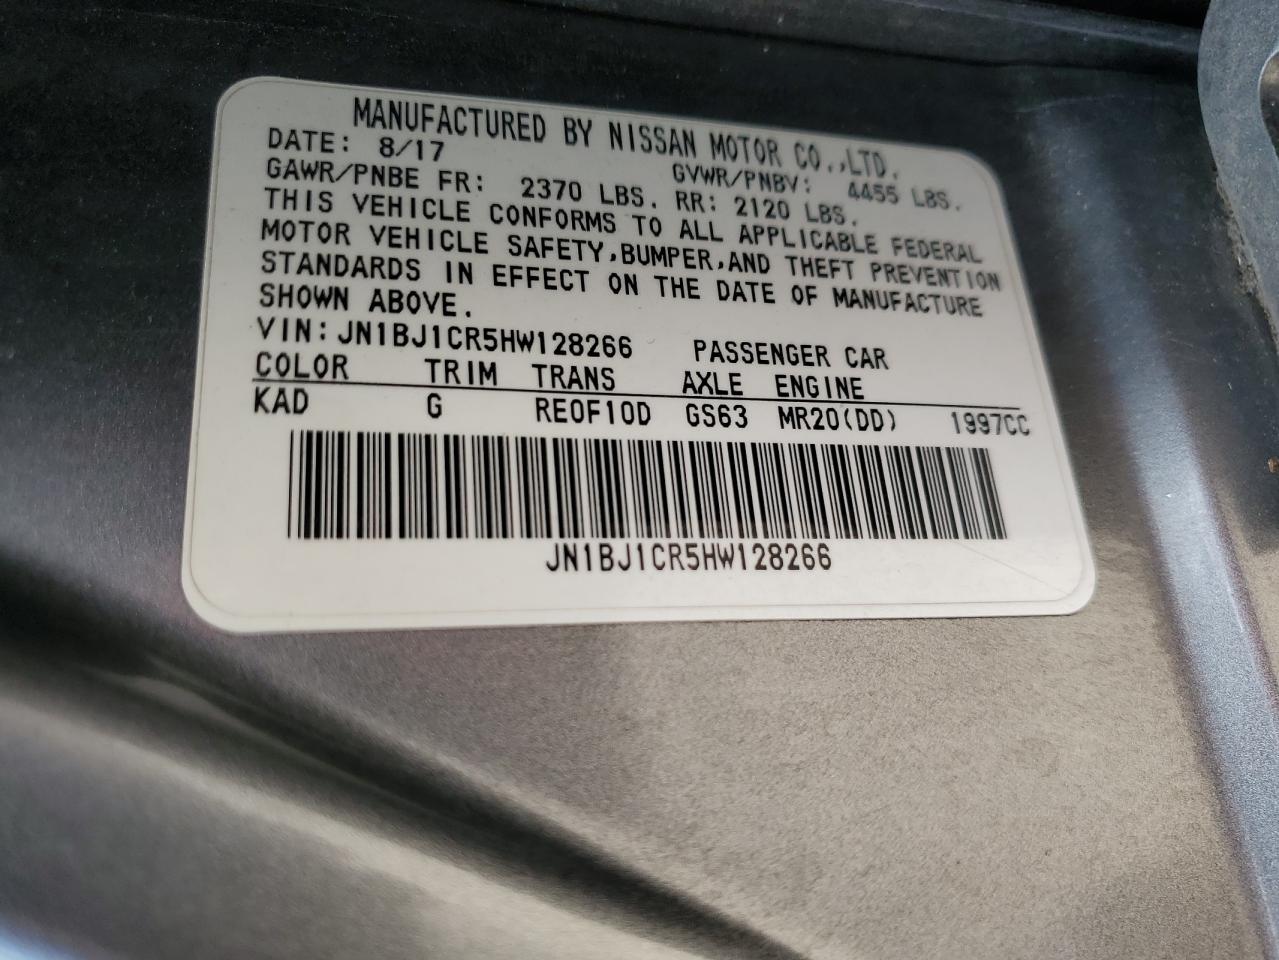 MANUFACTURED BY NISSAN MOTOR CO.,LTD.
DATE: 8/17 GVWR/PNBV: 4455 LBS.
GAWR/PNBE FR: 2370 LBS. RR: 2120 LBS.
THIS VEHICLE CONFORMS TO ALL APPLICABLE FEDERAL
MOTOR VEHICLE SAFETY,BUMPER,AND THEFT PREVENTION
STANDARDS IN EFFECT ON THE DATE OF MANUFACTURE
SHOWN ABOVE.
VIN:JN1BJ1CR5HW128266 PASSENGER CAR
COLOR TRIM TRANS AXLE ENGINE
KAD G RE0F10D GS63 MR20(DD) 1997CC
JN1BJ1CR5HW128266